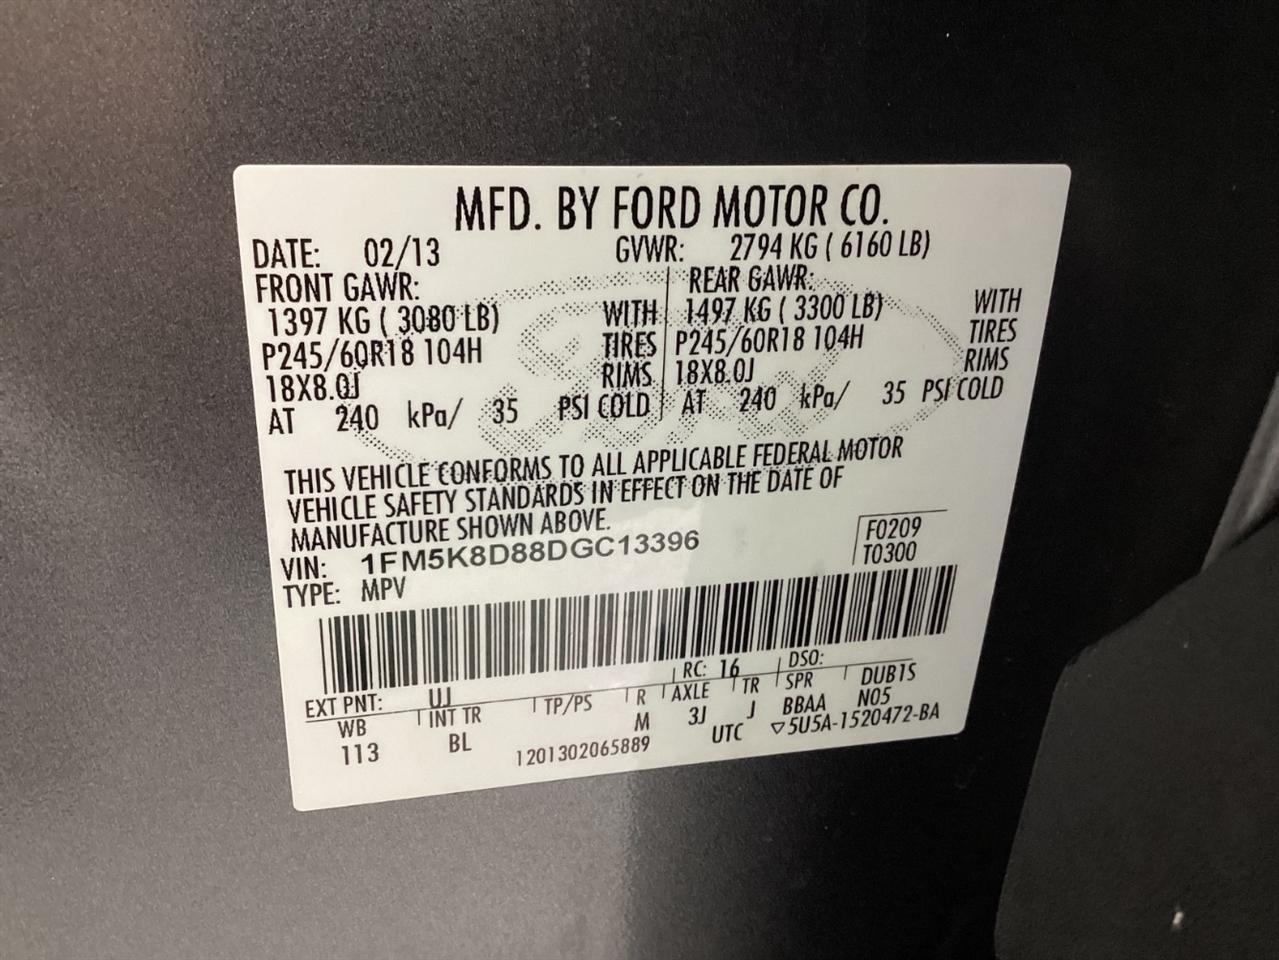 MFD. BY FORD MOTOR CO.
DATE: 02/13 GVWR: 2794 KG ( 6160 LB)
FRONT GAWR: REAR GAWR:
1397 KG ( 3080 LB) WITH 1497 KG ( 3300 LB) WITH
P245/60R18 104H TIRES P245/60R18 104H TIRES
18X8.0J RIMS 18X8.0J RIMS
AT 240 kPa/ 35 PSI COLD AT 240 kPa/ 35 PSI COLD
THIS VEHICLE CONFORMS TO ALL APPLICABLE FEDERAL MOTOR
VEHICLE SAFETY STANDARDS IN EFFECT ON THE DATE OF
MANUFACTURE SHOWN ABOVE.
VIN: 1FM5K8D88DGC13396 F0209
TYPE: MPV T0300
EXT PNT: UJ RC: 16 DSO:
WB INT TR TP/PS R AXLE TR SPR DUB1S
113 BL M 3J J BBAA N05
1201302065889 UTC ▽5U5A-1520472-BA